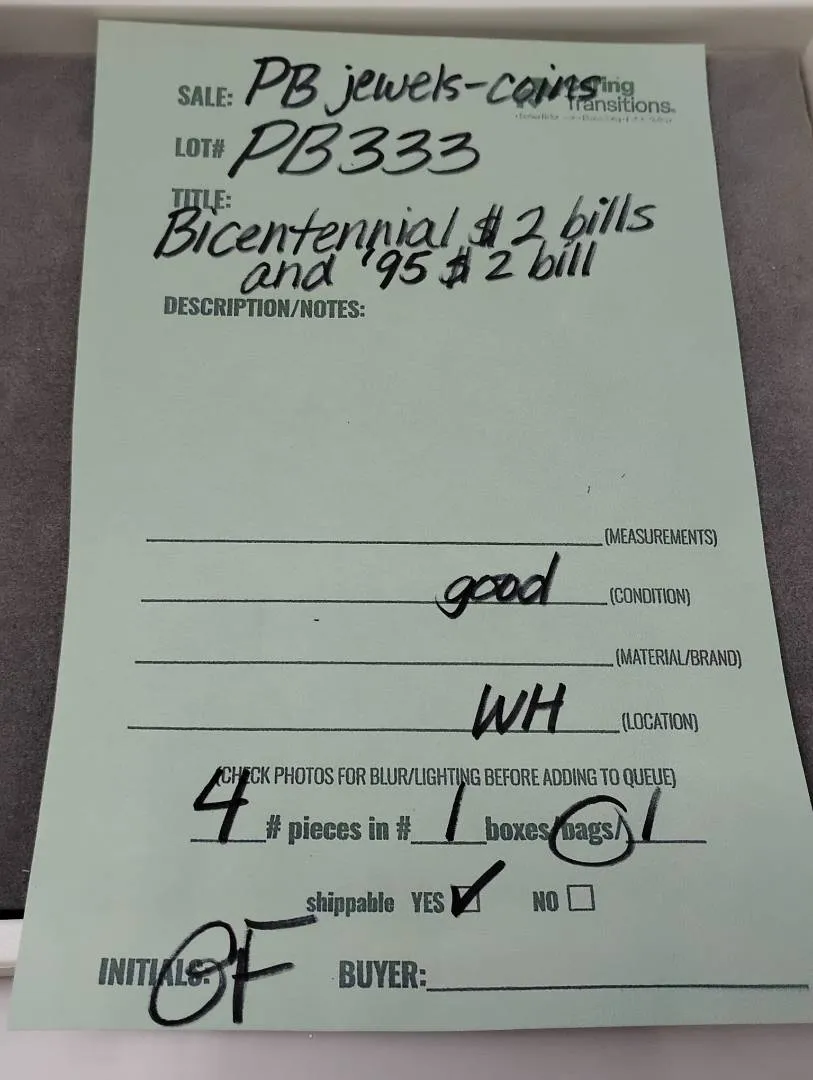 SALE: PB jewels-coins
Transitions.
LOT# PB333
TITLE:
Bicentennial $2 bills
and '95 $2 bill
DESCRIPTION/NOTES:
(MEASUREMENTS)
good (CONDITION)
(MATERIAL/BRAND)
WH (LOCATION)
(CHECK PHOTOS FOR BLUR/LIGHTING BEFORE ADDING TO QUEUE)
4 # pieces in # 1 boxes/bags/ 1
shippable YES NO
INITIALS: BUYER: